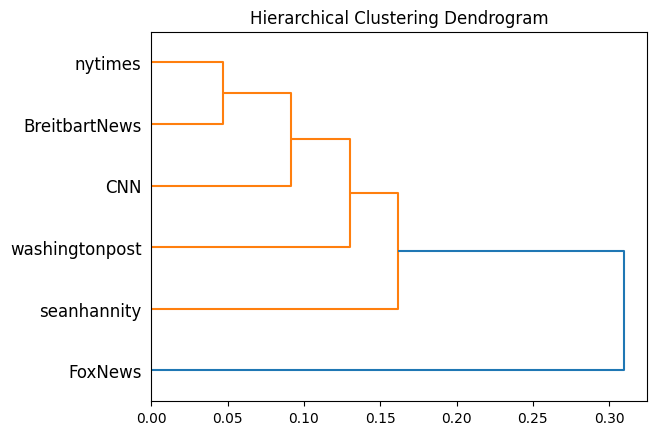 Hierarchical Clustering Dendrogram
nytimes
BreitbartNews
CNN
washingtonpost
seanhannity
FoxNews
0.00 0.05 0.10 0.15 0.20 0.25 0.30